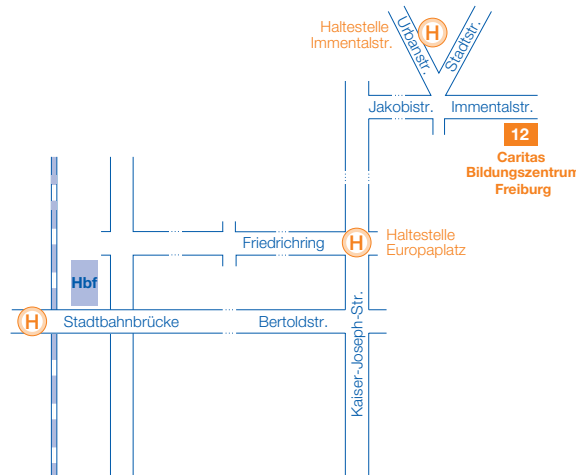 Haltestelle
Immentalstr.
H
Urbanstr.
Stadtstr.
Jakobistr.
Immentalstr.
12
Caritas
Bildungszentrum
Freiburg
Friedrichring
H
Haltestelle
Europaplatz
Hbf
H
Stadtbahnbrücke
Bertoldstr.
Kaiser-Joseph-Str.